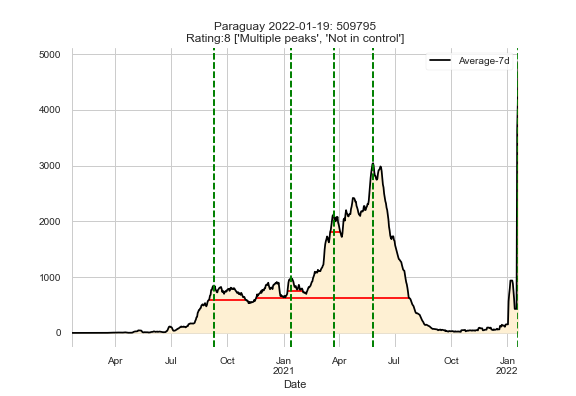 Paraguay 2022-01-19: 509795
Rating:8 ['Multiple peaks', 'Not in control']
Average-7d
5000
4000
3000
2000
1000
0
Apr
Jul
Oct
Jan
2021
Apr
Jul
Oct
Jan
2022
Date